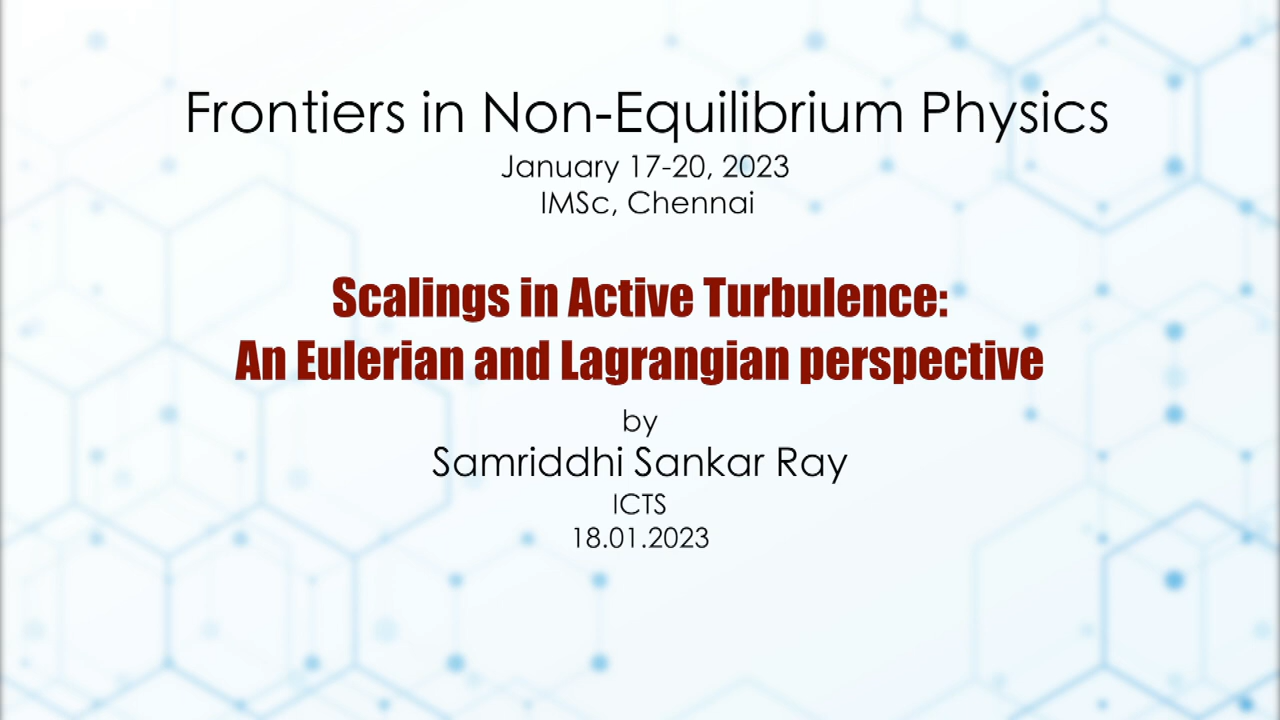 Frontiers in Non-Equilibrium Physics
January 17-20, 2023
IMSc, Chennai
Scalings in Active Turbulence:
An Eulerian and Lagrangian perspective
by
Samriddhi Sankar Ray
ICTS
18.01.2023